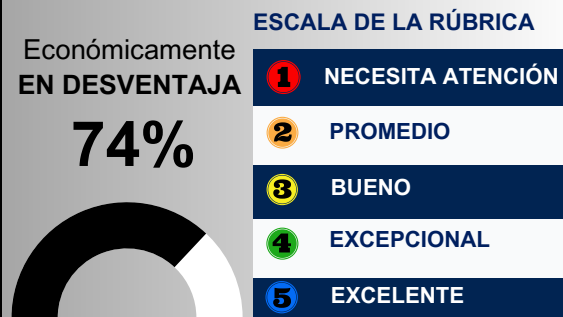 Económicamente
EN DESVENTAJA
74%
ESCALA DE LA RÚBRICA
1 NECESITA ATENCIÓN
2 PROMEDIO
3 BUENO
4 EXCEPCIONAL
5 EXCELENTE